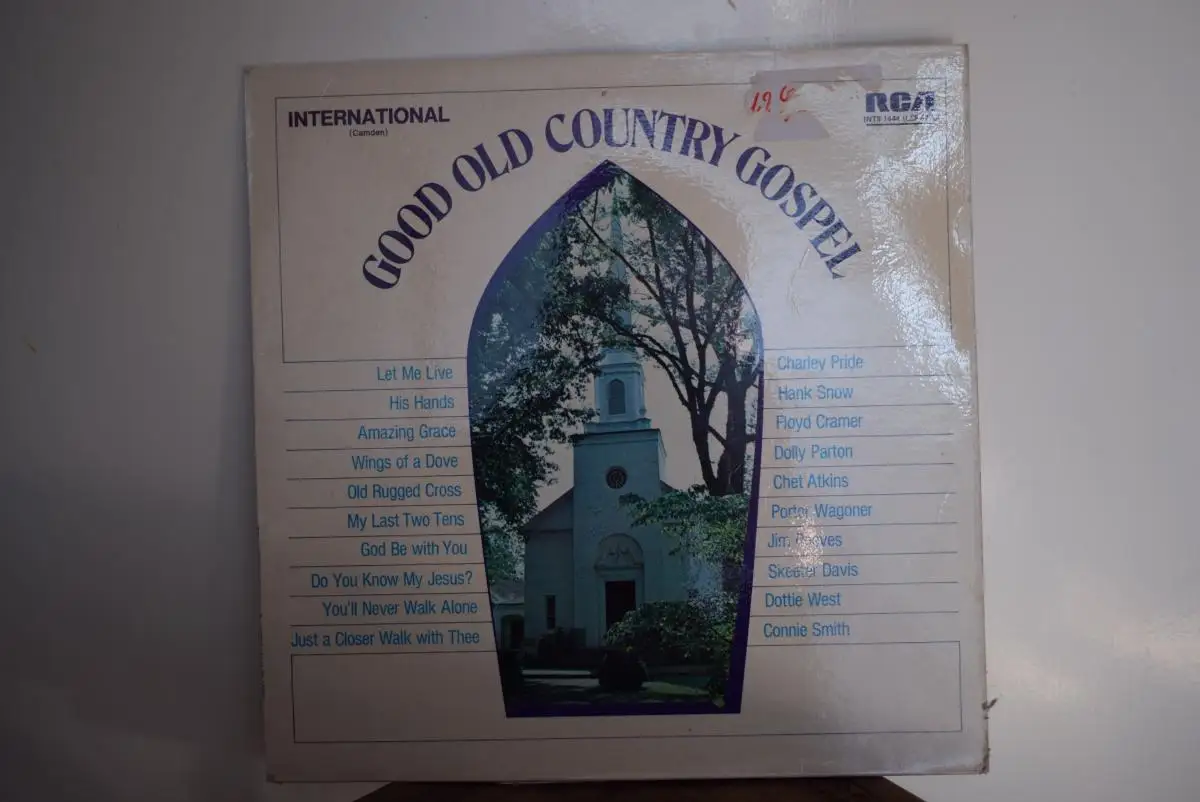 INTERNATIONAL
(Camden)
1.9
RCA
GOOD OLD COUNTRY GOSPEL
Let Me Live Charley Pride
His Hands Hank Snow
Amazing Grace Floyd Cramer
Wings of a Dove Dolly Parton
Old Rugged Cross Chet Atkins
My Last Two Tens Porter Wagoner
God Be with You Jim Reeves
Do You Know My Jesus? Skeeter Davis
You'll Never Walk Alone Dottie West
Just a Closer Walk with Thee Connie Smith